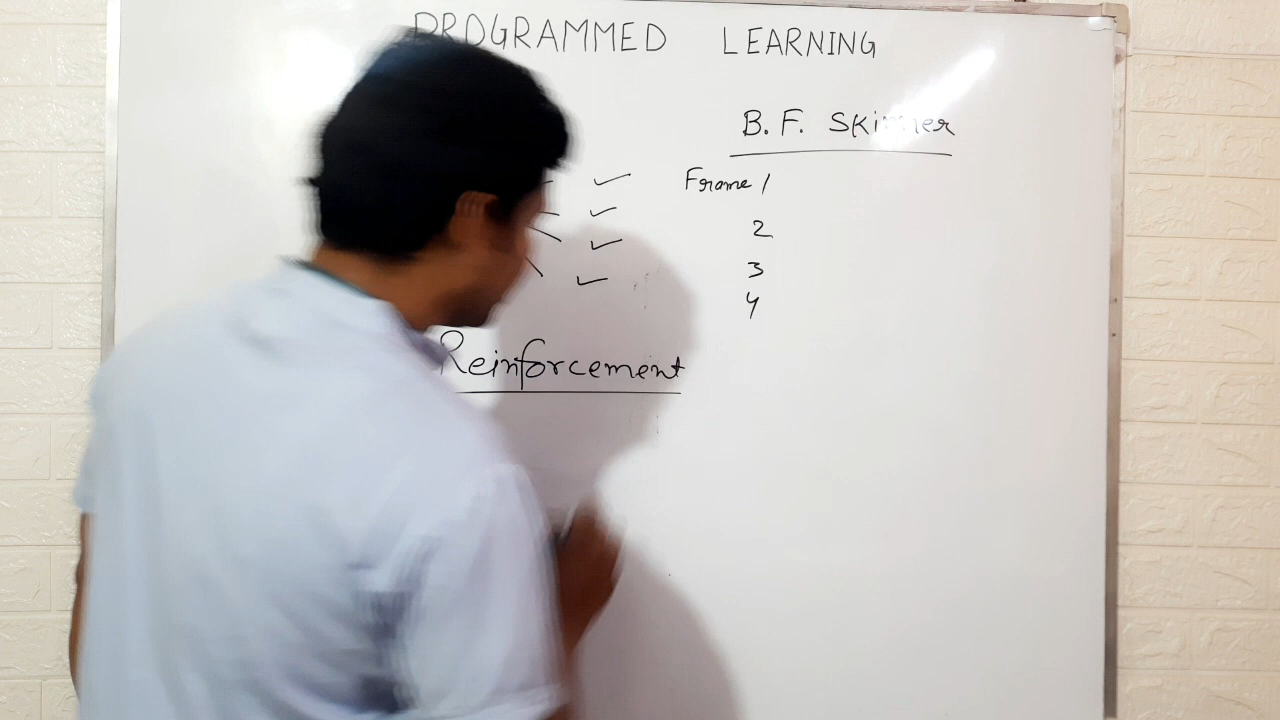 PROGRAMMED LEARNING
B. F. Skinner
Frame 1
2
3
4
Reinforcement